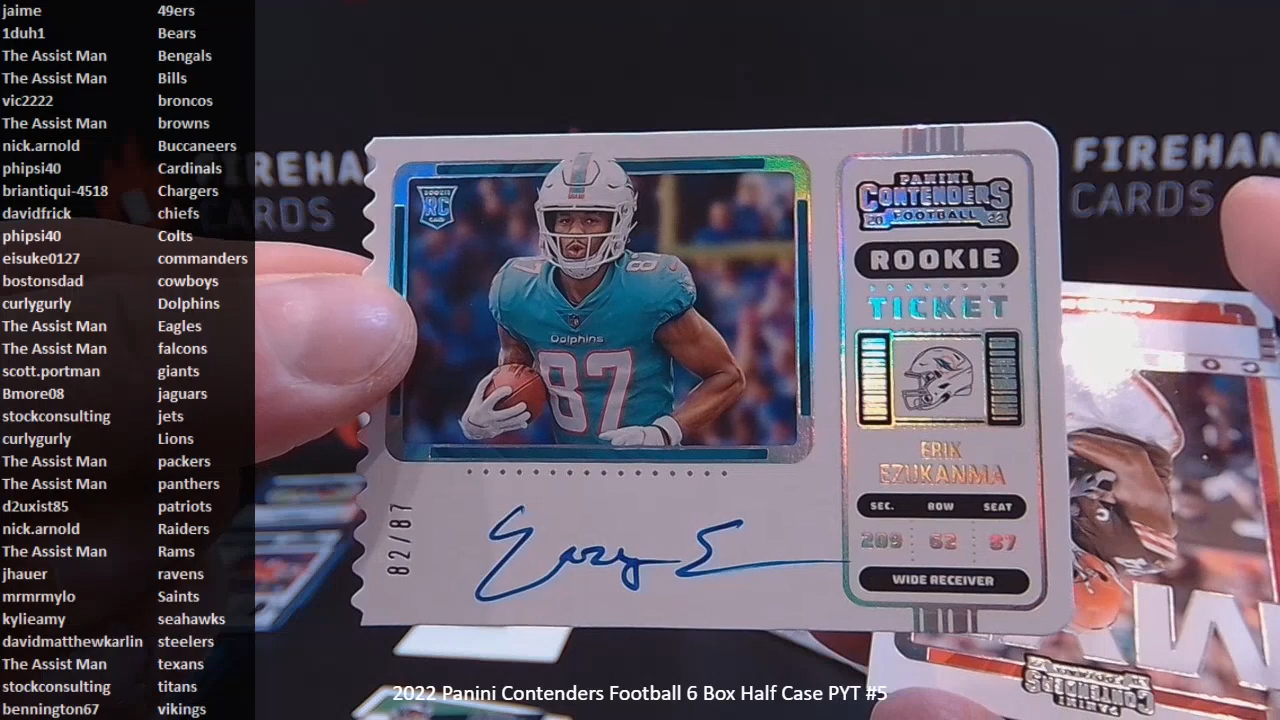 jaime 49ers
1duh1 Bears
The Assist Man Bengals
The Assist Man Bills
vic2222 broncos
The Assist Man browns
nick.arnold Buccaneers
phipsi40 Cardinals
briantiqui-4518 Chargers
davidfrick chiefs
phipsi40 Colts
eisuke0127 commanders
bostonsdad cowboys
curlygurly Dolphins
The Assist Man Eagles
The Assist Man falcons
scott.portman giants
Bmore08 jaguars
stockconsulting jets
curlygurly Lions
The Assist Man packers
The Assist Man panthers
d2uxist85 patriots
nick.arnold Raiders
The Assist Man Rams
jhauer ravens
mrmrmylo Saints
kylieamy seahawks
davidmatthewkarlin steelers
The Assist Man texans
stockconsulting titans
bennington67 vikings
FIREHA
CARDS
FIREHAN
CARDS
ROOKIE
RC
Dolphins
87
87
82/87
PANINI
CONTENDERS
20 FOOTBALL 22
ROOKIE
TICKET
ERIK
EZUKANMA
SEC. ROW SEAT
209 62 87
WIDE RECEIVER
CONTENDERS
2022 Panini Contenders Football 6 Box Half Case PYT #5